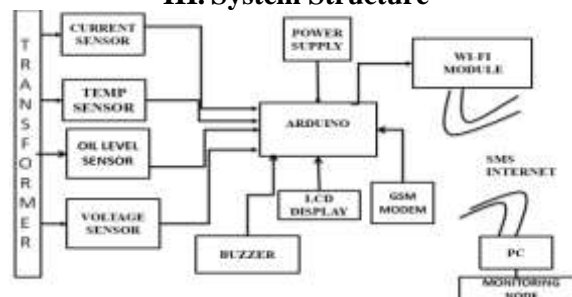 III. System Structure
TRANSFORMER
CURRENT
SENSOR
TEMP
SENSOR
OIL LEVEL
SENSOR
VOLTAGE
SENSOR
POWER
SUPPLY
ARDUINO
WI-FI
MODULE
LCD
DISPLAY
GSM
MODEM
BUZZER
SMS
INTERNET
PC
MONITORING
NODE